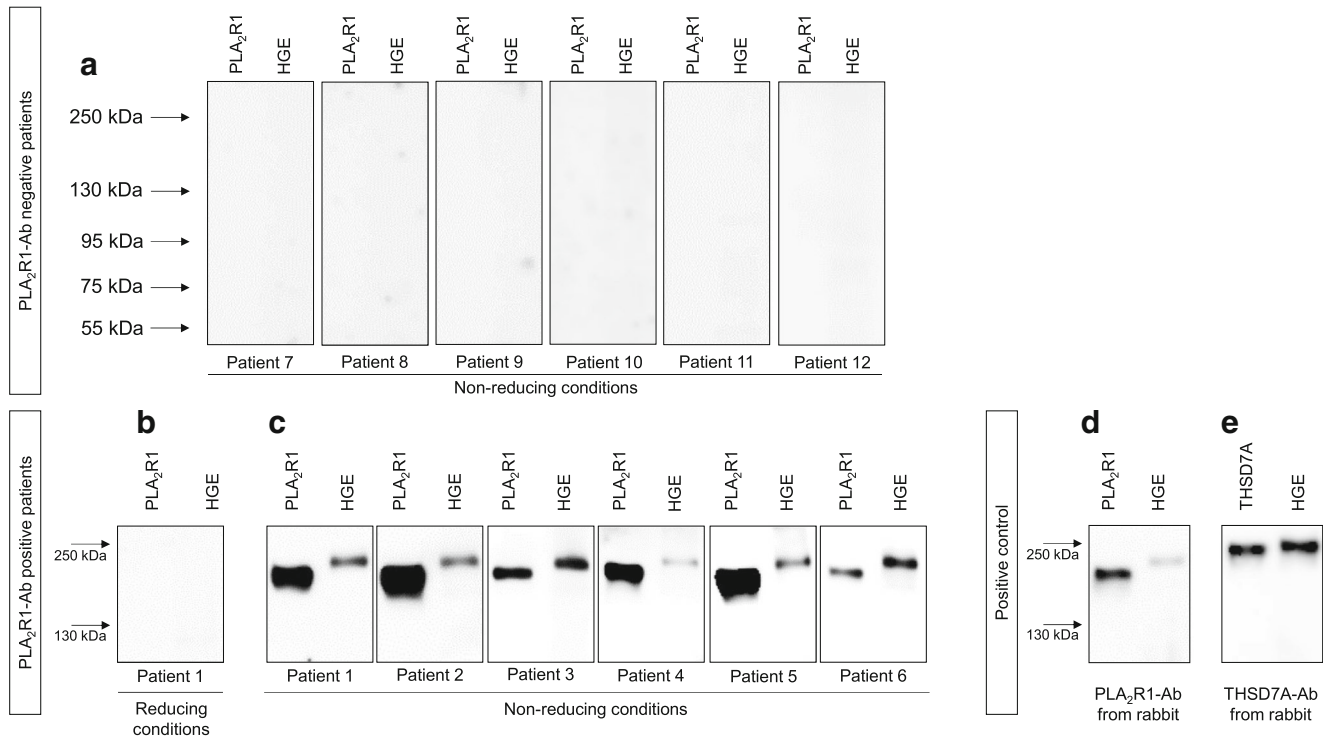 PLA₂R1-Ab negative patients
a
PLA₂R1 HGE PLA₂R1 HGE PLA₂R1 HGE PLA₂R1 HGE PLA₂R1 HGE PLA₂R1 HGE
250 kDa
130 kDa
95 kDa
75 kDa
55 kDa
Patient 7 Patient 8 Patient 9 Patient 10 Patient 11 Patient 12
Non-reducing conditions
PLA₂R1-Ab positive patients
b
PLA₂R1 HGE
250 kDa
130 kDa
Patient 1
Reducing
conditions
c
PLA₂R1 HGE PLA₂R1 HGE PLA₂R1 HGE PLA₂R1 HGE PLA₂R1 HGE PLA₂R1 HGE
Patient 1 Patient 2 Patient 3 Patient 4 Patient 5 Patient 6
Non-reducing conditions
Positive control
d
PLA₂R1 HGE
250 kDa
130 kDa
PLA₂R1-Ab
from rabbit
e
THSD7A HGE
THSD7A-Ab
from rabbit